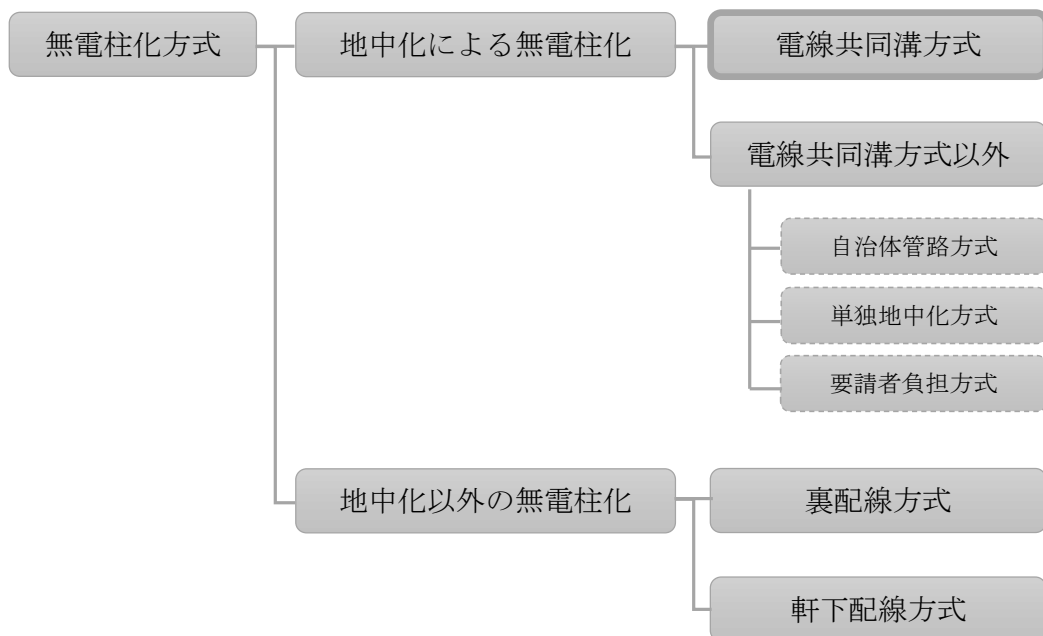 無電柱化方式
地中化による無電柱化
電線共同溝方式
電線共同溝方式以外
自治体管路方式
単独地中化方式
要請者負担方式
地中化以外の無電柱化
裏配線方式
軒下配線方式